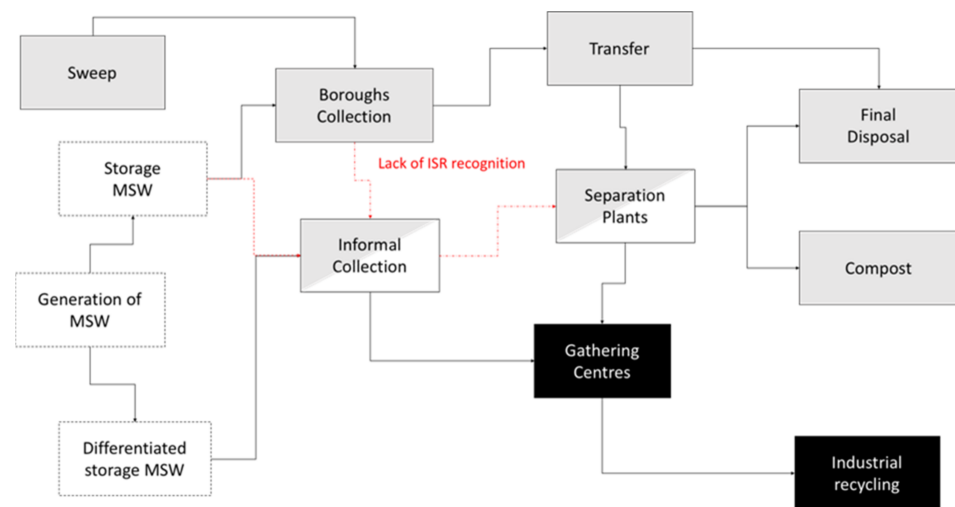 Sweep
Boroughs
Collection
Transfer
Final
Disposal
Storage
MSW
Lack of ISR recognition
Separation
Plants
Informal
Collection
Compost
Generation of
MSW
Gathering
Centres
Differentiated
storage MSW
Industrial
recycling